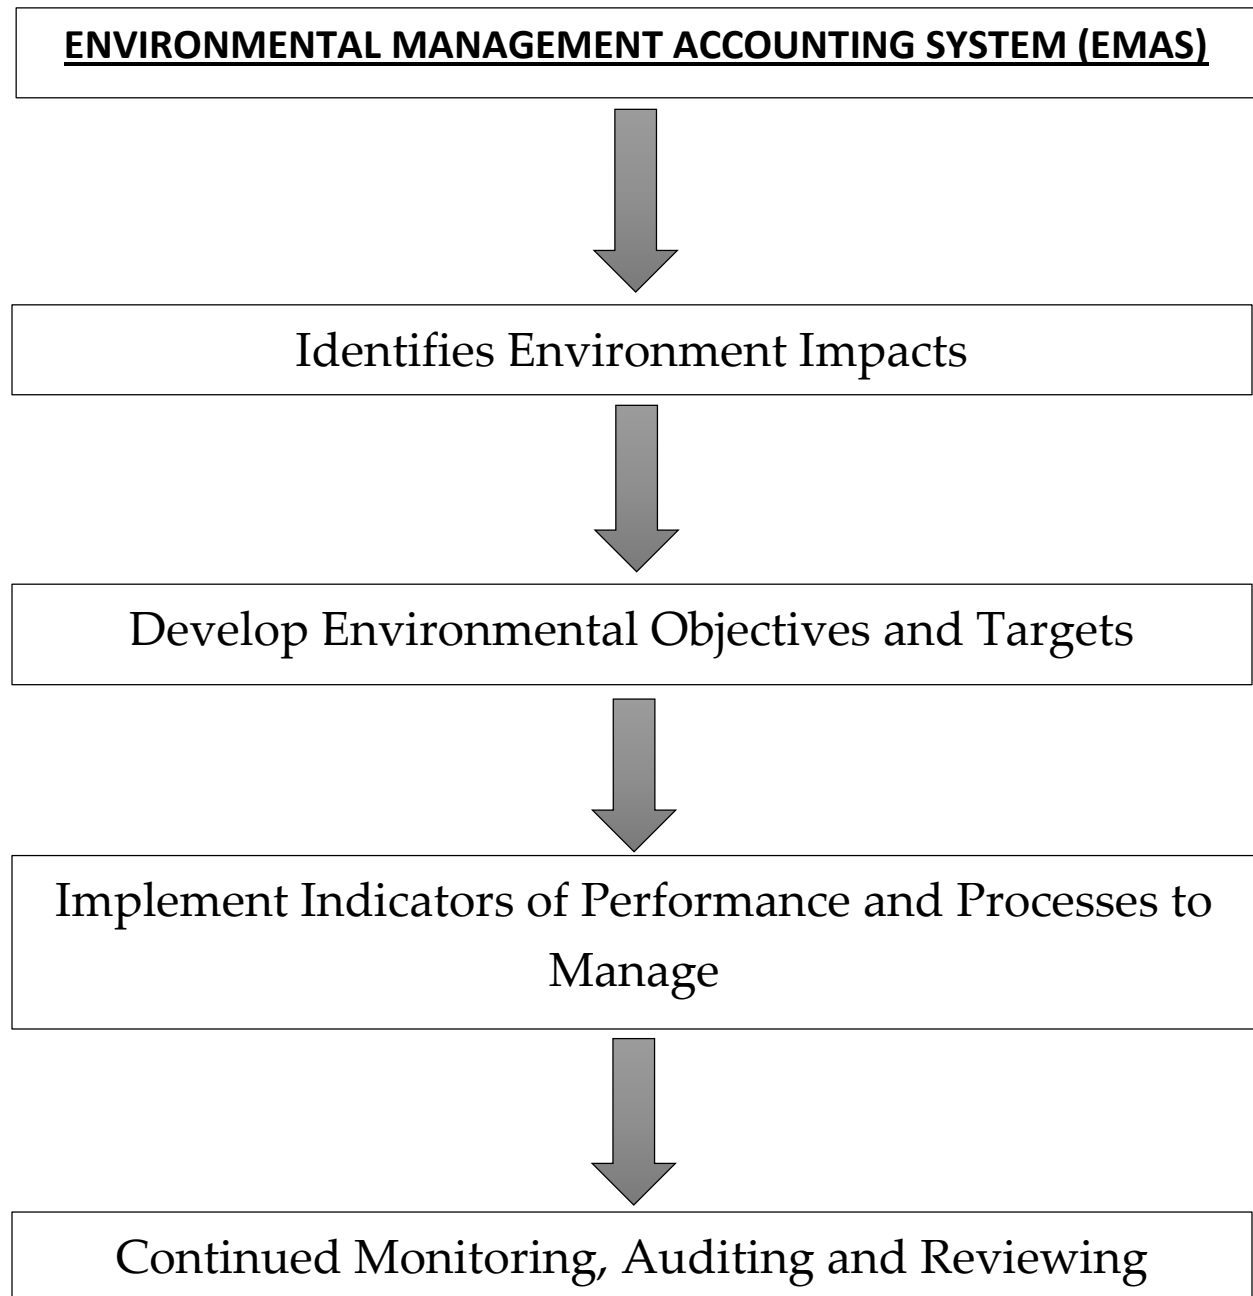 ENVIRONMENTAL MANAGEMENT ACCOUNTING SYSTEM (EMAS)
Identifies Environment Impacts
Develop Environmental Objectives and Targets
Implement Indicators of Performance and Processes to
Manage
Continued Monitoring, Auditing and Reviewing